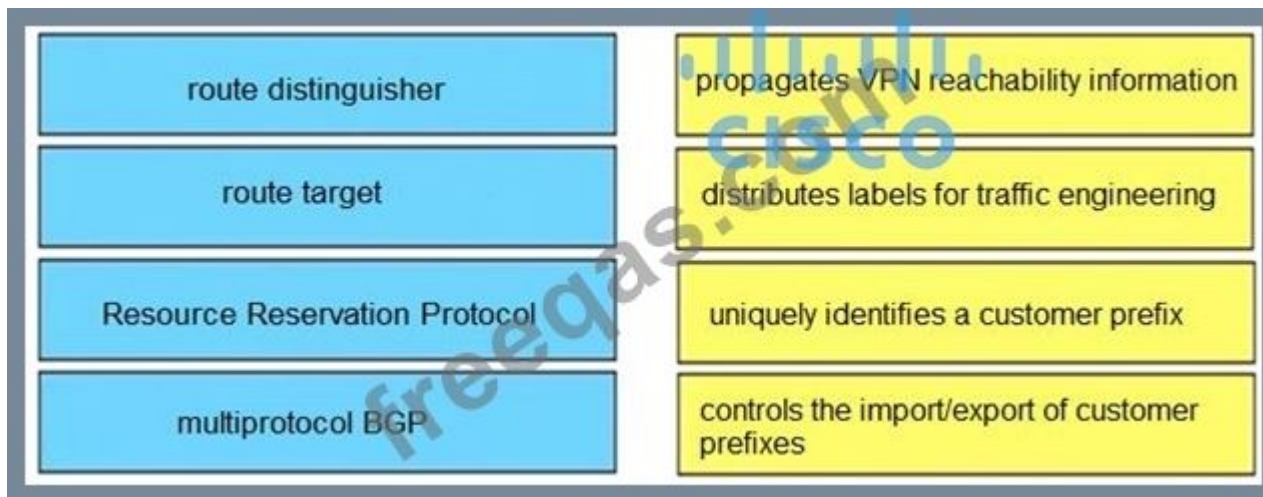 route distinguisher
propagates VPN reachability information
CISCO
route target
distributes labels for traffic engineering
Resource Reservation Protocol
uniquely identifies a customer prefix
multiprotocol BGP
controls the import/export of customer
prefixes
freeqas.com